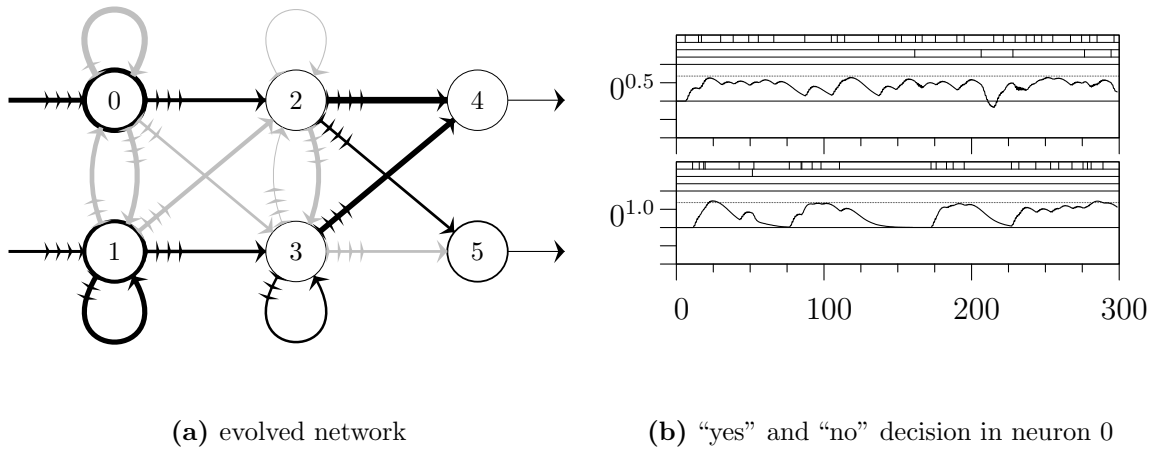 0
2
4
1
3
5
0^0.5
0^1.0
0 100 200 300
(a) evolved network
(b) “yes” and “no” decision in neuron 0